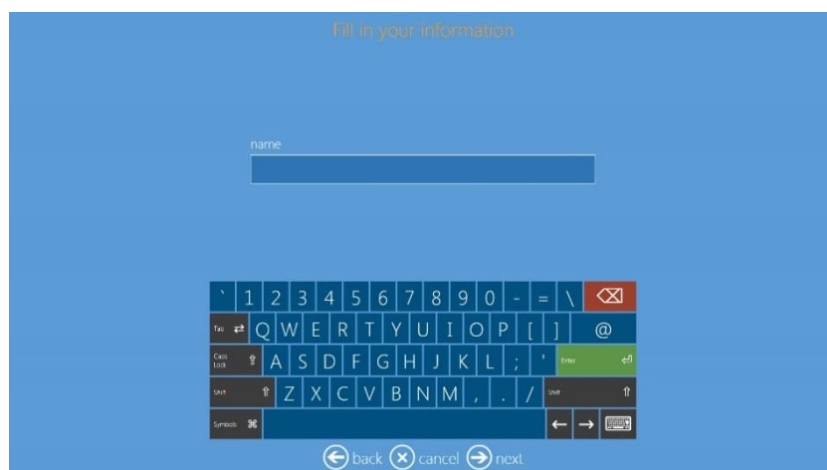 Fill in your information
name
` 1 2 3 4 5 6 7 8 9 0 - = \
Tab Q W E R T Y U I O P [ ] @
Caps Lock A S D F G H J K L ; ' Enter
Shift Z X C V B N M , . / Shift
Symbols
back cancel next